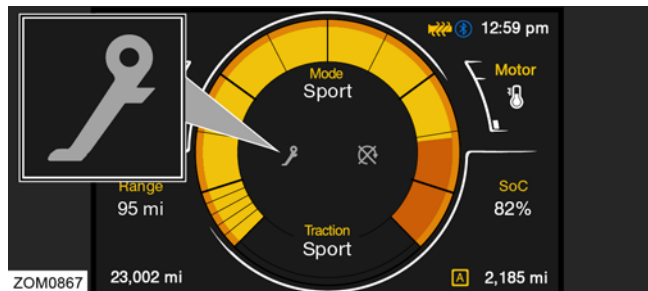 12:59 pm
Mode
Sport
Motor
Range
95 mi
SoC
82%
Traction
Sport
23,002 mi
A 2,185 mi
ZOM0867